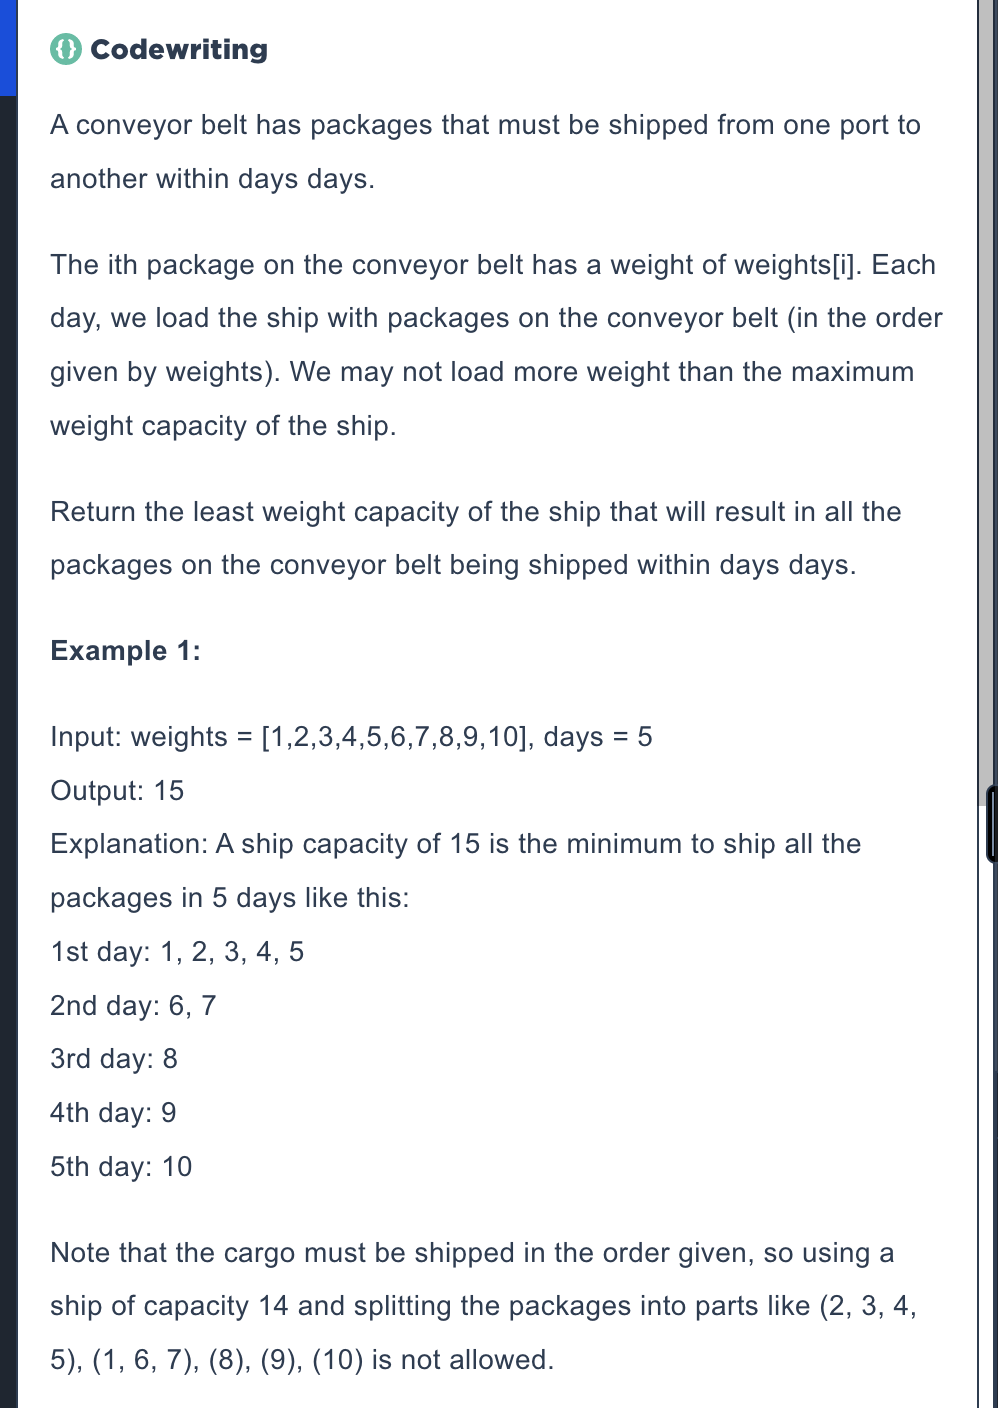 Codewriting
A conveyor belt has packages that must be shipped from one port to
another within days days.
The ith package on the conveyor belt has a weight of weights[i]. Each
day, we load the ship with packages on the conveyor belt (in the order
given by weights). We may not load more weight than the maximum
weight capacity of the ship.
Return the least weight capacity of the ship that will result in all the
packages on the conveyor belt being shipped within days days.
Example 1:
Input: weights = [1,2,3,4,5,6,7,8,9,10], days = 5
Output: 15
Explanation: A ship capacity of 15 is the minimum to ship all the
packages in 5 days like this:
1st day: 1, 2, 3, 4, 5
2nd day: 6, 7
3rd day: 8
4th day: 9
5th day: 10
Note that the cargo must be shipped in the order given, so using a
ship of capacity 14 and splitting the packages into parts like (2, 3, 4,
5), (1, 6, 7), (8), (9), (10) is not allowed.